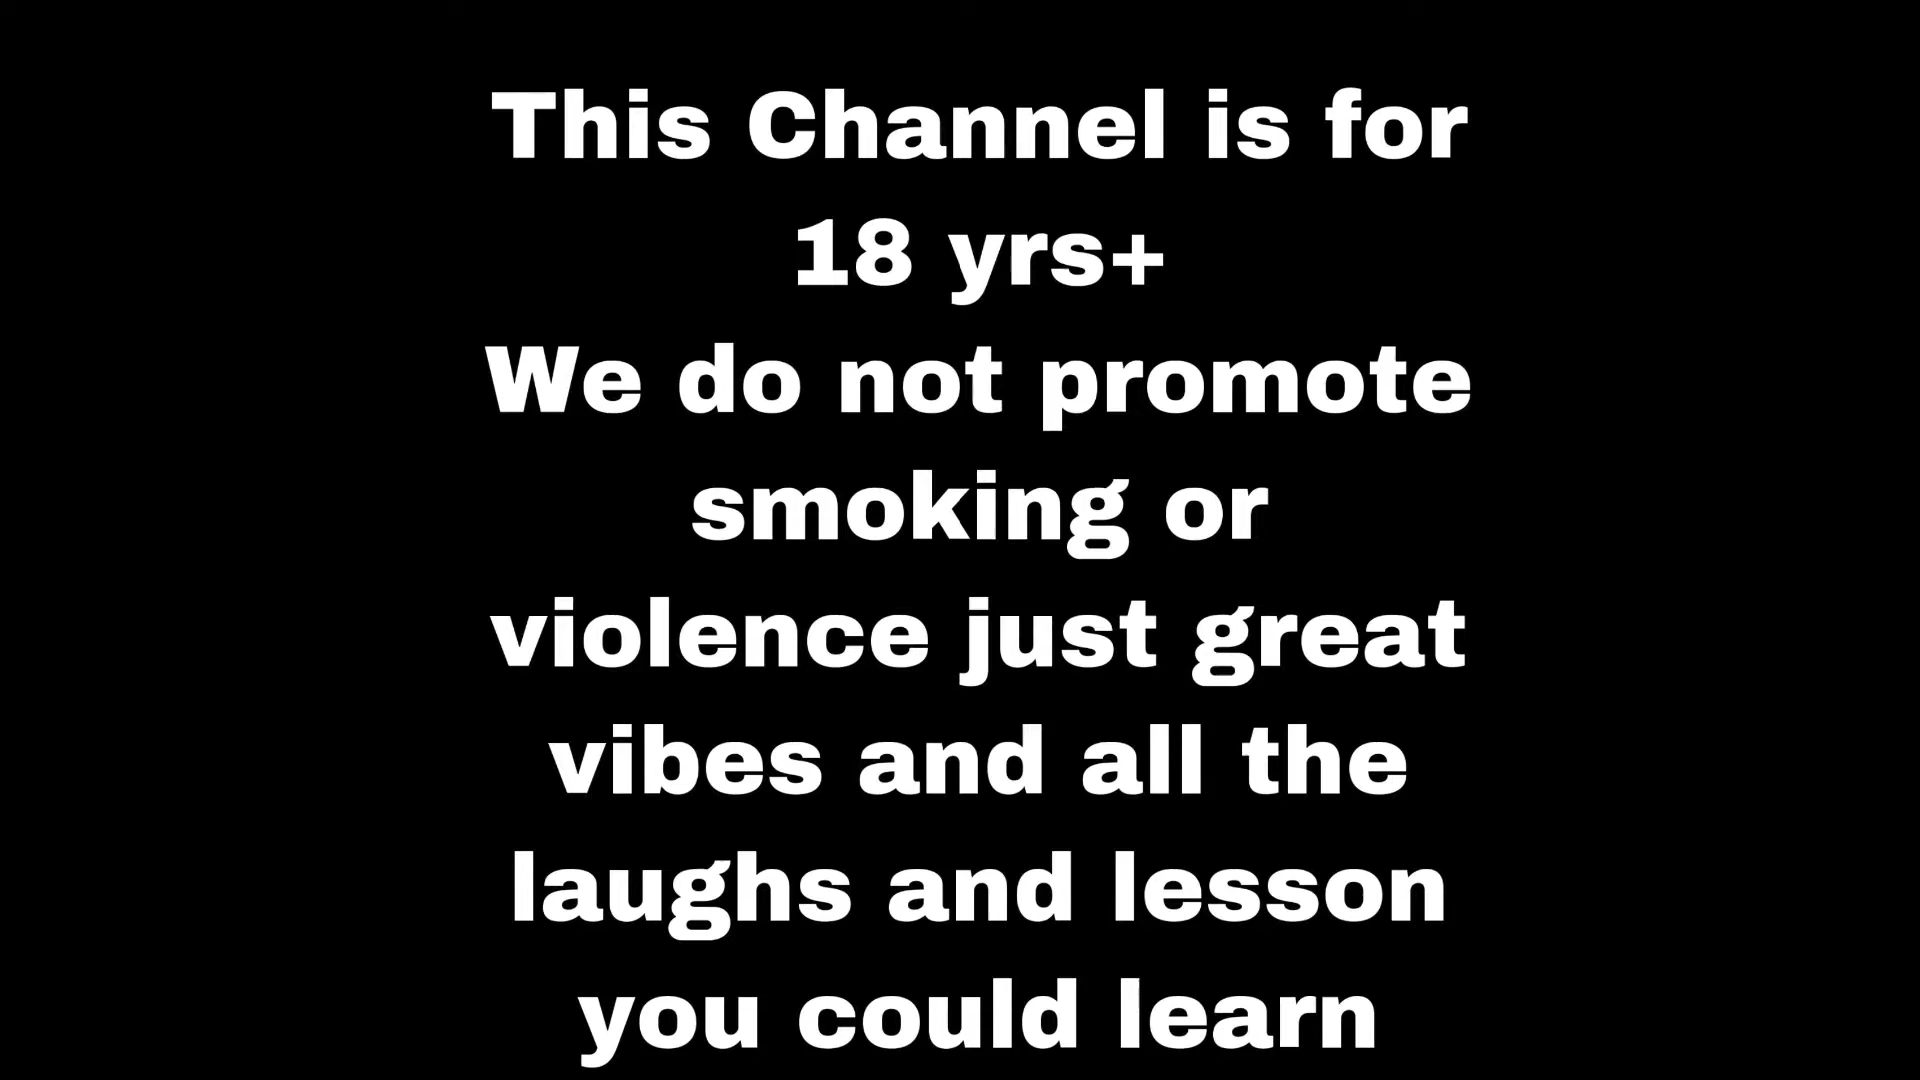 This Channel is for
18 yrs+
We do not promote
smoking or
violence just great
vibes and all the
laughs and lesson
you could learn